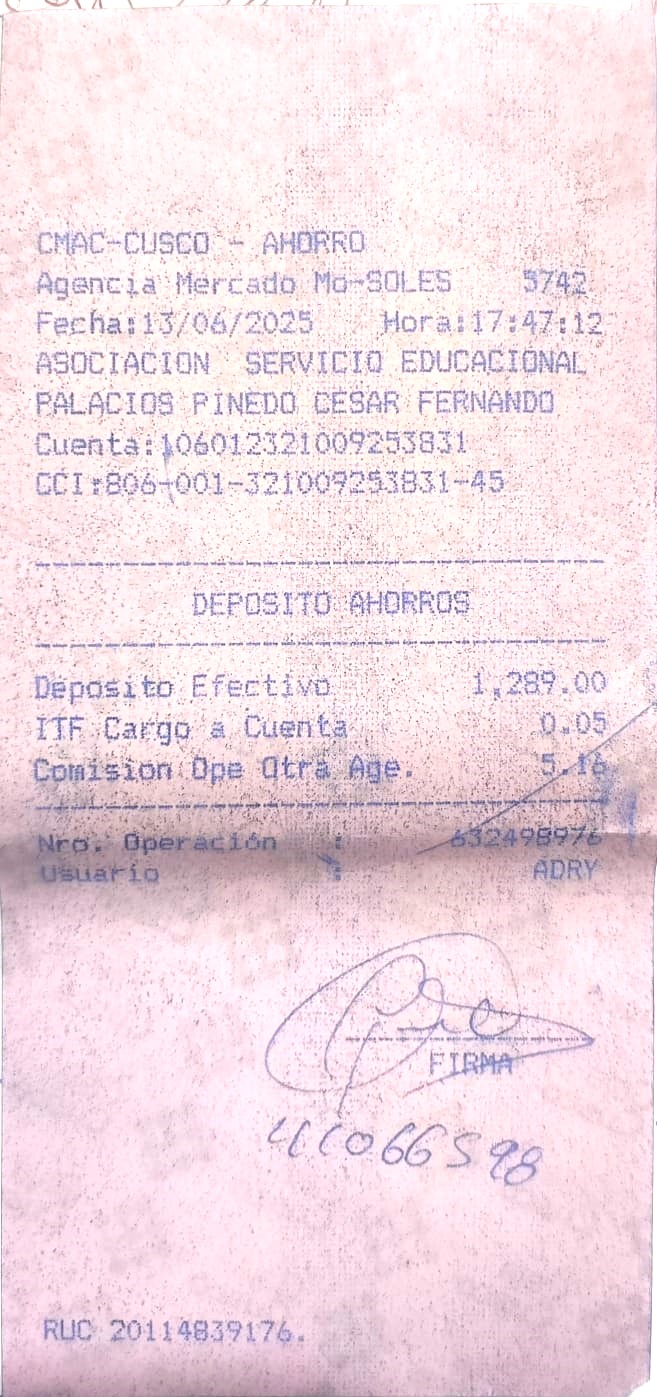 CMAC-CUSCO - AHORRO
Agencia Mercado Mo-SOLES 5742
Fecha:13/06/2025 Hora:17:47:12
ASOCIACION SERVICIO EDUCACIONAL
PALACIOS PINEDO CESAR FERNANDO
Cuenta:106012321009253831
CCI:806-001-321009253831-45
DEPOSITO AHORROS
Deposito Efectivo 1,289.00
ITF Cargo a Cuenta 0.05
Comision Ope Otra Age. 5.16
Nro. Operación : 632498976
Usuario : ADRY
FIRMA
41066598
RUC 20114839176.